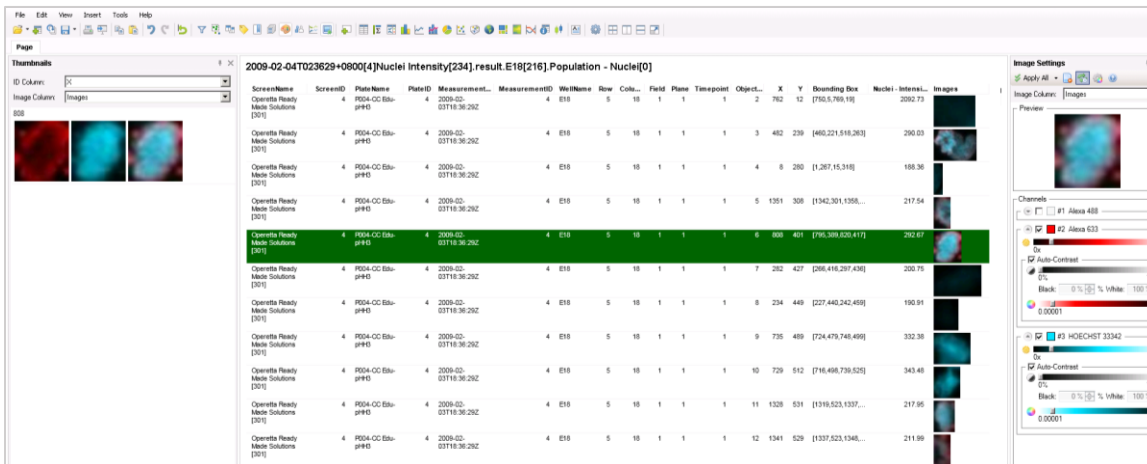 File Edit View Insert Tools Help
Page
Thumbnails
ID Column: X
Image Column: Images
808
2009-02-04T023629+0800[4]Nuclei Intensity[234].result.E18[216].Population - Nuclei[0]
ScreenName ScreenID PlateName PlateID Measurement... MeasurementID WellName Row Colu... Field Plane Timepoint Object... X Y Bounding Box Nuclei - Intensi... Images
Operetta Ready 4 P004-CC Edu- 4 2009-02- 4 E18 5 18 1 1 1 2 762 12 [750,5,769,19] 2092.73
Made Solutions pHH3 03T18:36:29Z
[301]
Operetta Ready 4 P004-CC Edu- 4 2009-02- 4 E18 5 18 1 1 1 3 482 239 [460,221,518,263] 290.03
Made Solutions pHH3 03T18:36:29Z
[301]
Operetta Ready 4 P004-CC Edu- 4 2009-02- 4 E18 5 18 1 1 1 4 8 280 [1,267,15,318] 188.36
Made Solutions pHH3 03T18:36:29Z
[301]
Operetta Ready 4 P004-CC Edu- 4 2009-02- 4 E18 5 18 1 1 1 5 1351 308 [1342,301,1358,... 217.54
Made Solutions pHH3 03T18:36:29Z
[301]
Operetta Ready 4 P004-CC Edu- 4 2009-02- 4 E18 5 18 1 1 1 6 808 401 [795,389,820,417] 292.67
Made Solutions pHH3 03T18:36:29Z
[301]
Operetta Ready 4 P004-CC Edu- 4 2009-02- 4 E18 5 18 1 1 1 7 282 427 [266,416,297,436] 200.75
Made Solutions pHH3 03T18:36:29Z
[301]
Operetta Ready 4 P004-CC Edu- 4 2009-02- 4 E18 5 18 1 1 1 8 234 449 [227,440,242,459] 190.91
Made Solutions pHH3 03T18:36:29Z
[301]
Operetta Ready 4 P004-CC Edu- 4 2009-02- 4 E18 5 18 1 1 1 9 735 489 [724,479,748,499] 332.38
Made Solutions pHH3 03T18:36:29Z
[301]
Operetta Ready 4 P004-CC Edu- 4 2009-02- 4 E18 5 18 1 1 1 10 729 512 [716,498,739,525] 343.48
Made Solutions pHH3 03T18:36:29Z
[301]
Operetta Ready 4 P004-CC Edu- 4 2009-02- 4 E18 5 18 1 1 1 11 1328 531 [1319,523,1337,... 217.95
Made Solutions pHH3 03T18:36:29Z
[301]
Operetta Ready 4 P004-CC Edu- 4 2009-02- 4 E18 5 18 1 1 1 12 1341 529 [1337,523,1348,... 211.99
Made Solutions pHH3 03T18:36:29Z
[301]
Image Settings
Apply All
Image Column: Images
Preview
Channels
#1 Alexa 488
#2 Alexa 633
0x
Auto-Contrast
0%
Black: 0 % % White: 100
0.00001
#3 HOECHST 33342
0x
Auto-Contrast
0%
Black: 0 % % White: 100
0.00001